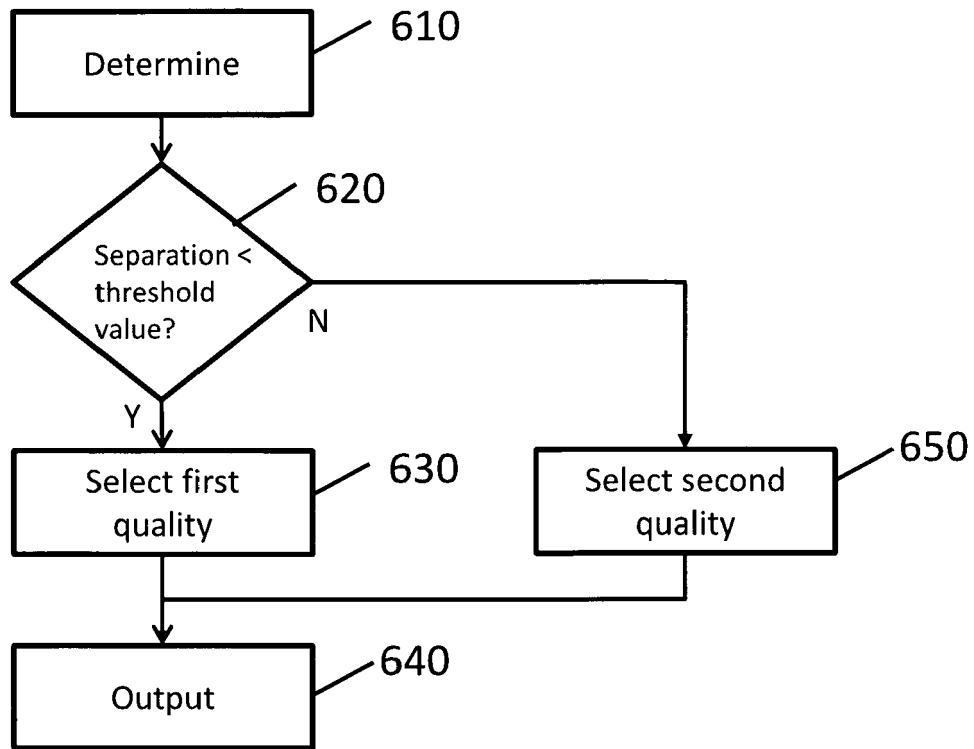 610
Determine
620
Separation <
threshold
value?
N
Y
Select first
quality
630
Select second
quality
650
Output
640